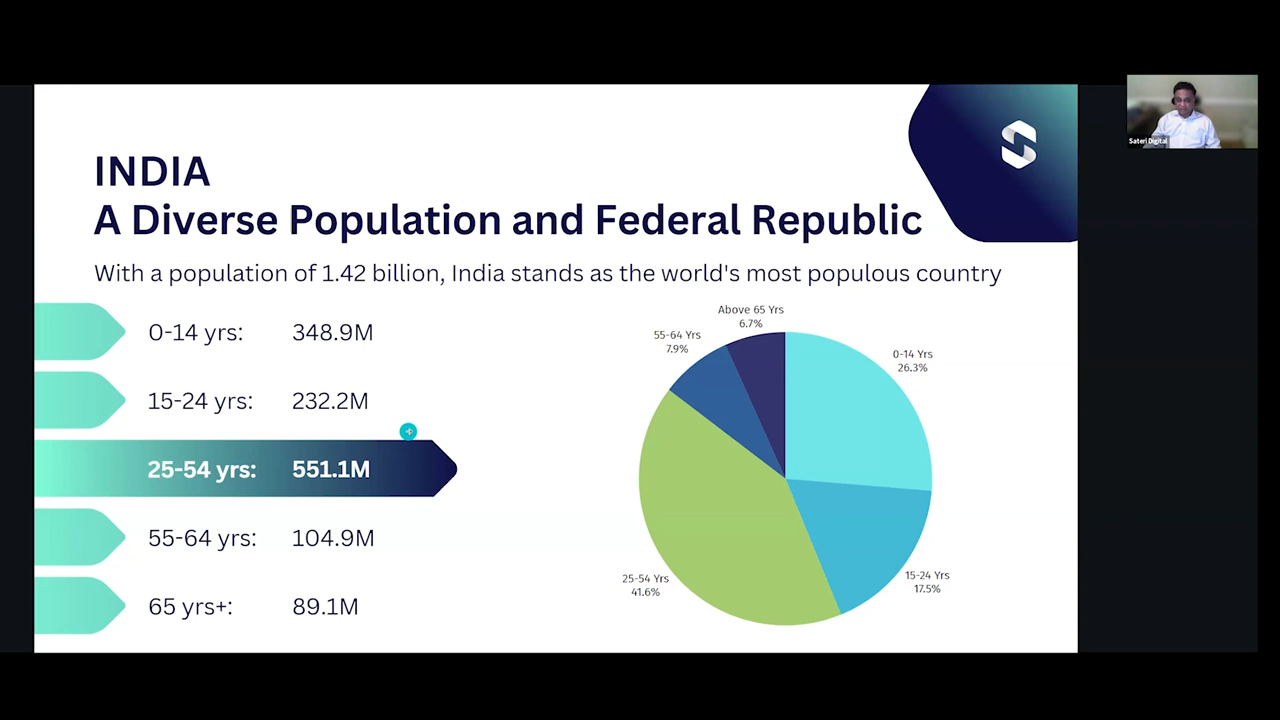 INDIA
A Diverse Population and Federal Republic
With a population of 1.42 billion, India stands as the world's most populous country
0-14 yrs: 348.9M
15-24 yrs: 232.2M
25-54 yrs: 551.1M
55-64 yrs: 104.9M
65 yrs+: 89.1M
Above 65 Yrs
6.7%
55-64 Yrs
7.9%
0-14 Yrs
26.3%
25-54 Yrs
41.6%
15-24 Yrs
17.5%
Sateri Digital